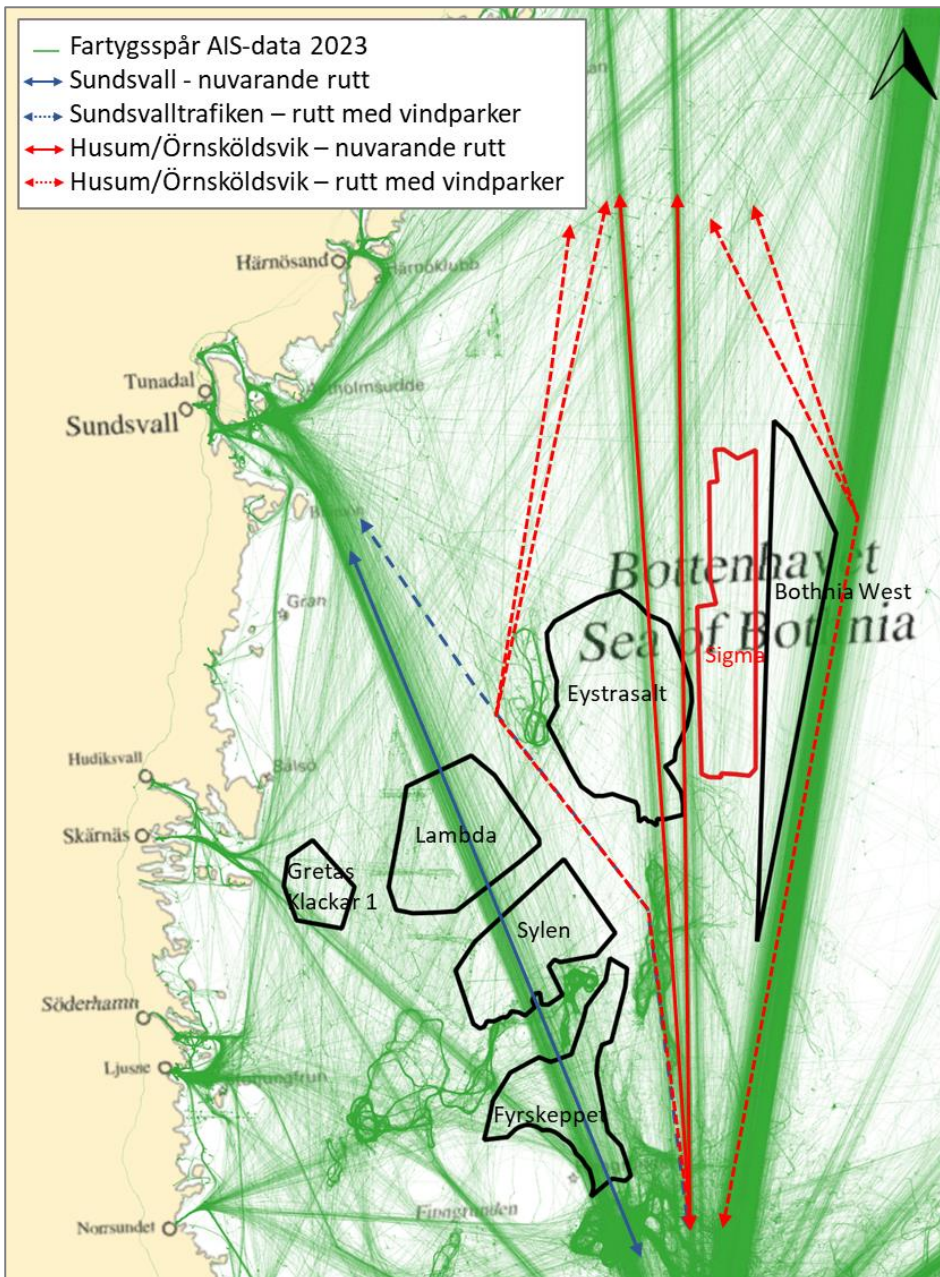 Fartygsspår AIS-data 2023
Sundsvall - nuvarande rutt
Sundsvalltrafiken – rutt med vindparker
Husum/Örnsköldsvik – nuvarande rutt
Husum/Örnsköldsvik – rutt med vindparker
Härnösand
Härnöklubb
Tunadal
Sundsvall
Bottenhavet
Sea of Botnia
Bothnia West
Gran
Sigma
Eystrasalt
Hudiksvall
Skärnäs
Lambda
Gretas
Klackar 1
Sylen
Söderhamn
Ljusne
Fyrskeppet
Finngrunden
Norrsundet